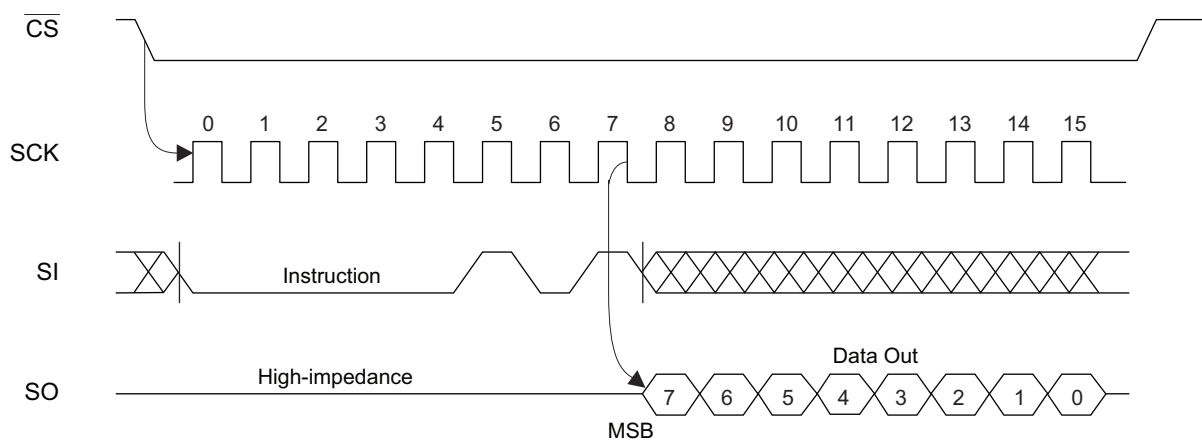 CS
0 1 2 3 4 5 6 7 8 9 10 11 12 13 14 15
SCK
SI
Instruction
Data Out
High-impedance
SO
7 6 5 4 3 2 1 0
MSB